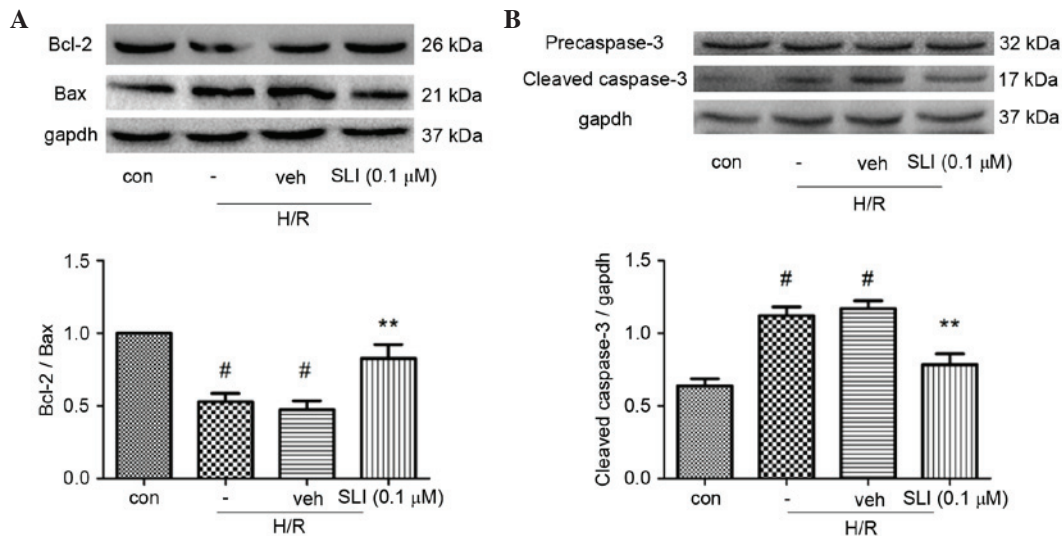 A
Bcl-2 26 kDa
Bax 21 kDa
gapdh 37 kDa
con - veh SLI (0.1 μM)
H/R
1.5
1.0
0.5
0.0
Bcl-2 / Bax
# # **
con - veh SLI (0.1 μM)
H/R
B
Precaspase-3 32 kDa
Cleaved caspase-3 17 kDa
gapdh 37 kDa
con - veh SLI (0.1 μM)
H/R
1.5
1.0
0.5
0.0
Cleaved caspase-3 / gapdh
# # **
con - veh SLI (0.1 μM)
H/R